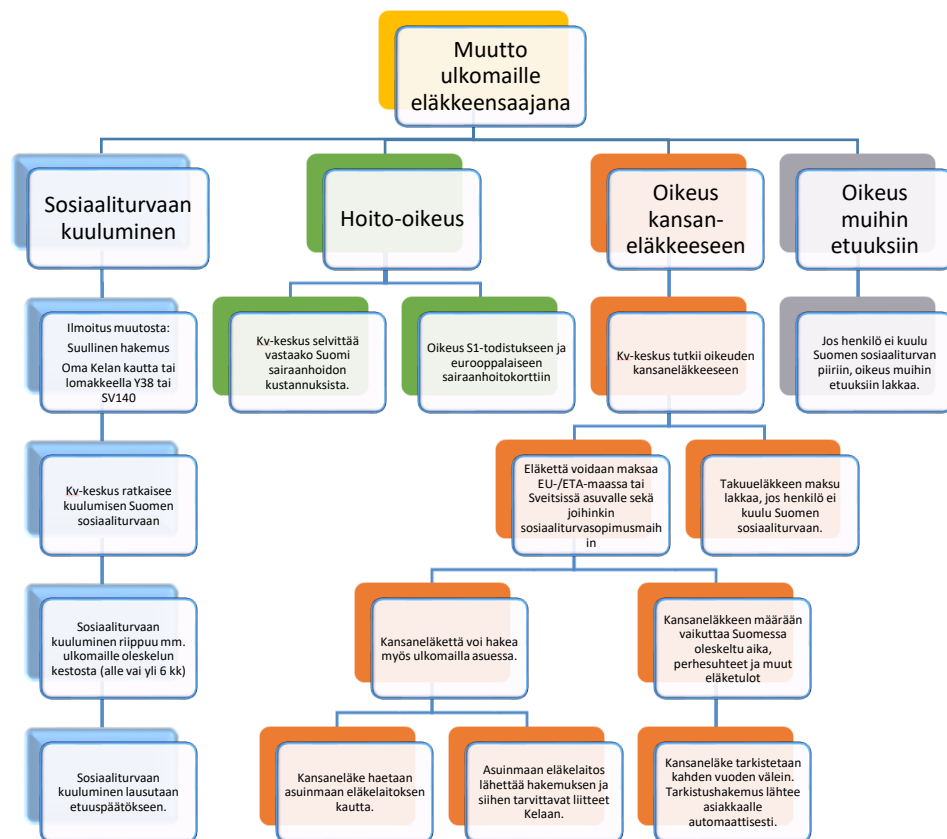 Muutto
ulkomaille
eläkkeensaajana
Sosiaaliturvaan
kuuluminen
Hoito-oikeus
Oikeus
kansan-
eläkkeeseen
Oikeus
muihin
etuuksiin
Ilmoitus muutosta:
Suullinen hakemus
Oma Kelan kautta tai
lomakkeella Y38 tai
SV140
Kv-keskus selvittää
vastaako Suomi
sairaanhoidon
kustannuksista.
Oikeus S1-todistukseen ja
eurooppalaiseen
sairaanhoitokorttiin
Kv-keskus tutkii oikeuden
kansaneläkkeeseen
Jos henkilö ei kuulu
Suomen sosiaaliturvan
piiriin, oikeus muihin
etuuksiin lakkaa.
Kv-keskus ratkaisee
kuulumisen Suomen
sosiaaliturvaan
Eläkettä voidaan maksaa
EU-/ETA-maassa tai
Sveitsissä asuvalle sekä
joihinkin
sosiaaliturvasopimusmaih
in
Takuueläkkeen maksu
lakkaa, jos henkilö ei
kuulu Suomen
sosiaaliturvaan.
Sosiaaliturvaan
kuuluminen riippuu mm.
ulkomaille oleskelun
kestosta (alle vai yli 6 kk)
Kansaneläkettä voi hakea
myös ulkomailla asuessa.
Kansaneläkkeen määrään
vaikuttaa Suomessa
oleskeltu aika,
perhesuhteet ja muut
eläketulot
Sosiaaliturvaan
kuuluminen lausutaan
etuuspäätökseen.
Kansaneläke haetaan
asuinmaan eläkelaitoksen
kautta.
Asuinmaan eläkelaitos
lähettää hakemuksen ja
siihen tarvittavat liitteet
Kelaan.
Kansaneläke tarkistetaan
kahden vuoden välein.
Tarkistushakemus lähtee
asiakkaalle
automaattisesti.